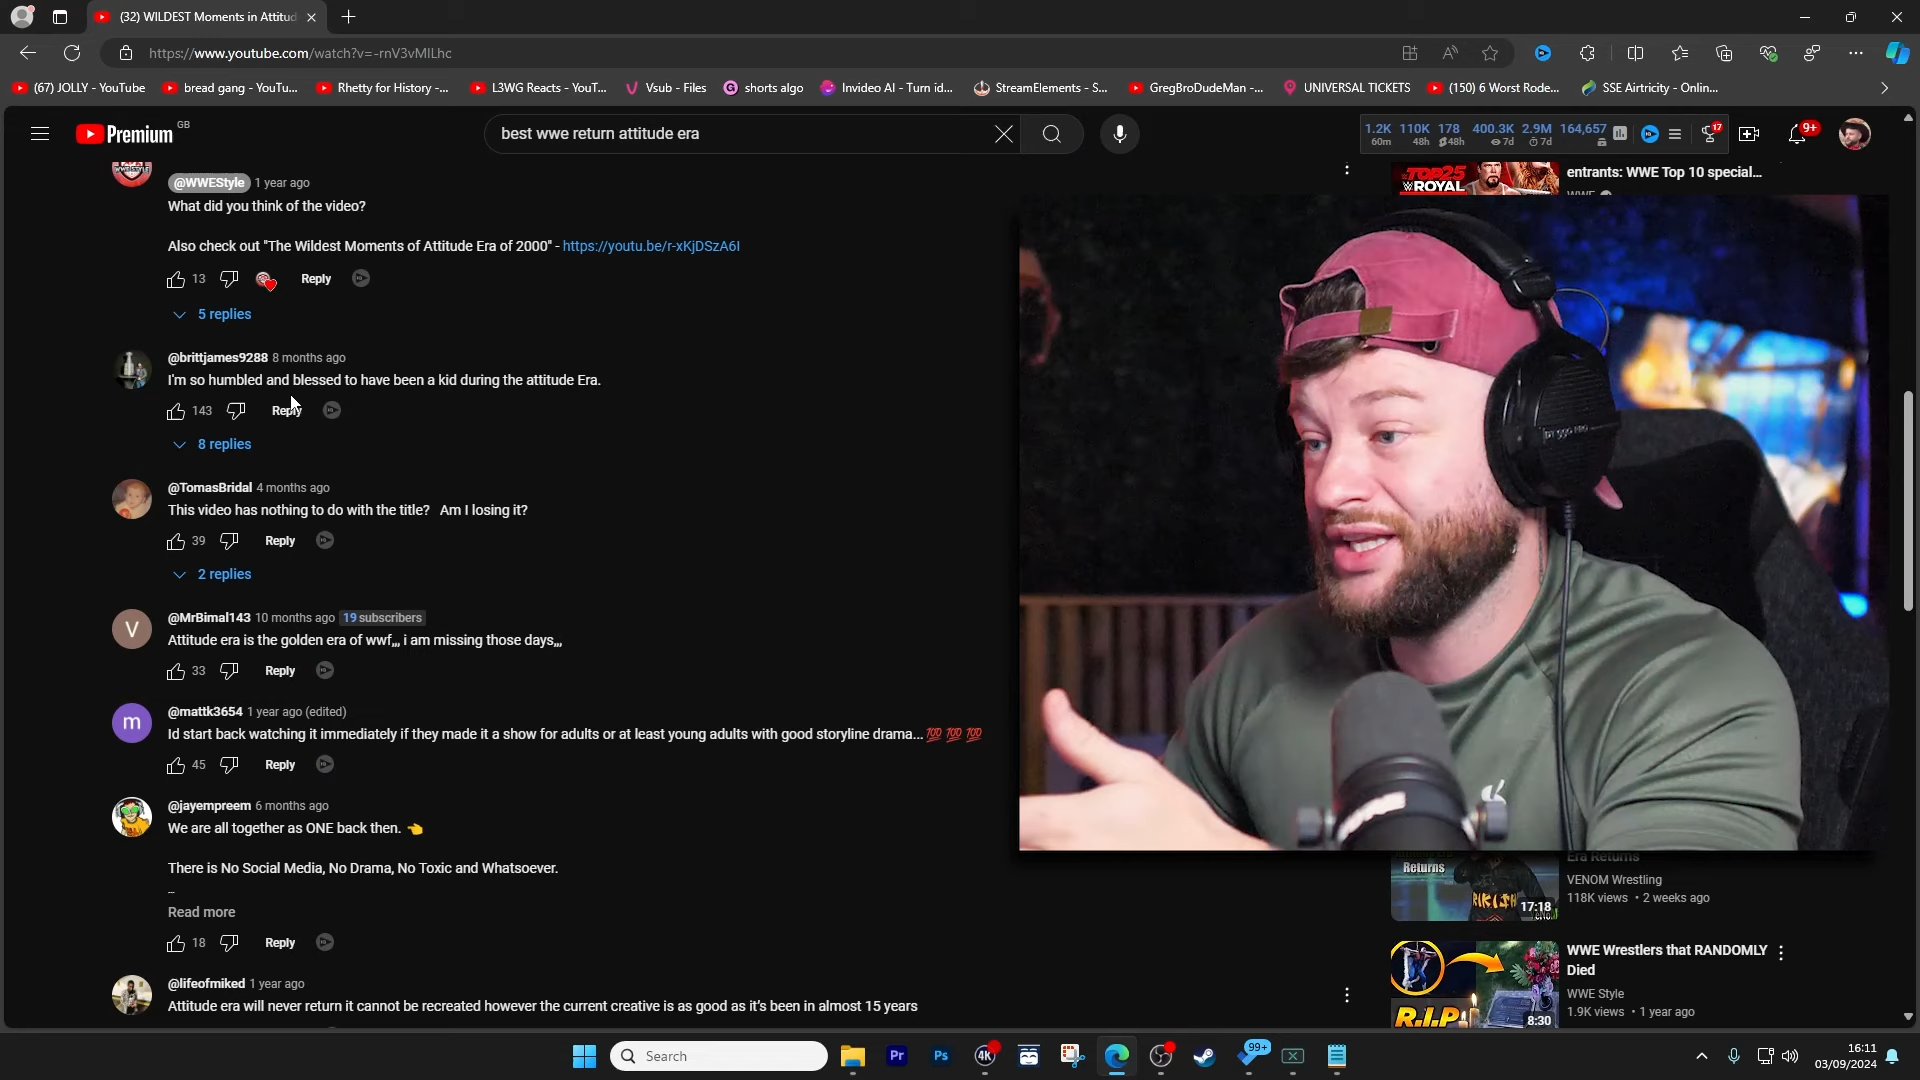 (32) WILDEST Moments in Attitud
https://www.youtube.com/watch?v=-rnV3vMlLhc
(67) JOLLY - YouTube
bread gang - YouTu...
Rhetty for History -...
L3WG Reacts - YouT...
Vsub - Files
shorts algo
Invideo AI - Turn id...
StreamElements - S...
GregBroDudeMan -...
UNIVERSAL TICKETS
(150) 6 Worst Rode...
SSE Airtricity - Onlin...
Premium GB
best wwe return attitude era
1.2K 110K 178 400.3K 2.9M 164,657
60m 48h 48h 7d 7d
17
9+
@WWEStyle 1 year ago
What did you think of the video?
Also check out "The Wildest Moments of Attitude Era of 2000" - https://youtu.be/r-xKjDSzA6I
13 Reply
5 replies
@brittjames9288 8 months ago
I'm so humbled and blessed to have been a kid during the attitude Era.
143 Reply
8 replies
@TomasBridal 4 months ago
This video has nothing to do with the title? Am I losing it?
39 Reply
2 replies
V
@MrBimal143 10 months ago 19 subscribers
Attitude era is the golden era of wwf,,, i am missing those days,,,
33 Reply
m
@mattk3654 1 year ago (edited)
Id start back watching it immediately if they made it a show for adults or at least young adults with good storyline drama... 💯 💯 💯
45 Reply
@jayempreem 6 months ago
We are all together as ONE back then. 👈
There is No Social Media, No Drama, No Toxic and Whatsoever.
--
Read more
18 Reply
@lifeofmiked 1 year ago
Attitude era will never return it cannot be recreated however the current creative is as good as it's been in almost 15 years
TOP25
ROYAL
entrants: WWE Top 10 special...
WWE
Returns
17:18
Era Returns
VENOM Wrestling
118K views • 2 weeks ago
R.I.P
8:30
WWE Wrestlers that RANDOMLY
Died
WWE Style
1.9K views • 1 year ago
Search
Pr
Ps
4K
99+
16:11
03/09/2024